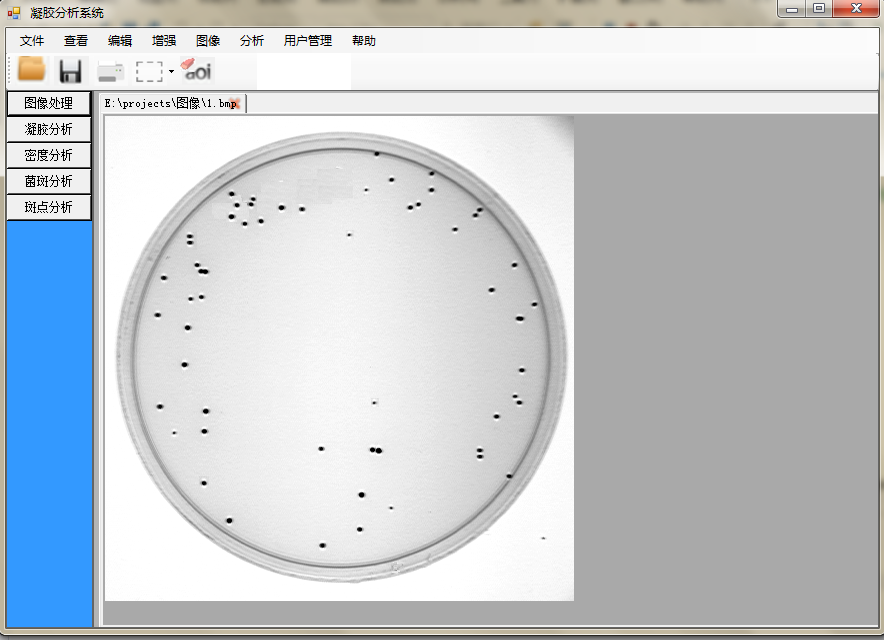 凝胶分析系统
文件 查看 编辑 增强 图像 分析 用户管理 帮助
aoi
图像处理
E:\projects\图像\1.bmp
凝胶分析
密度分析
菌斑分析
斑点分析